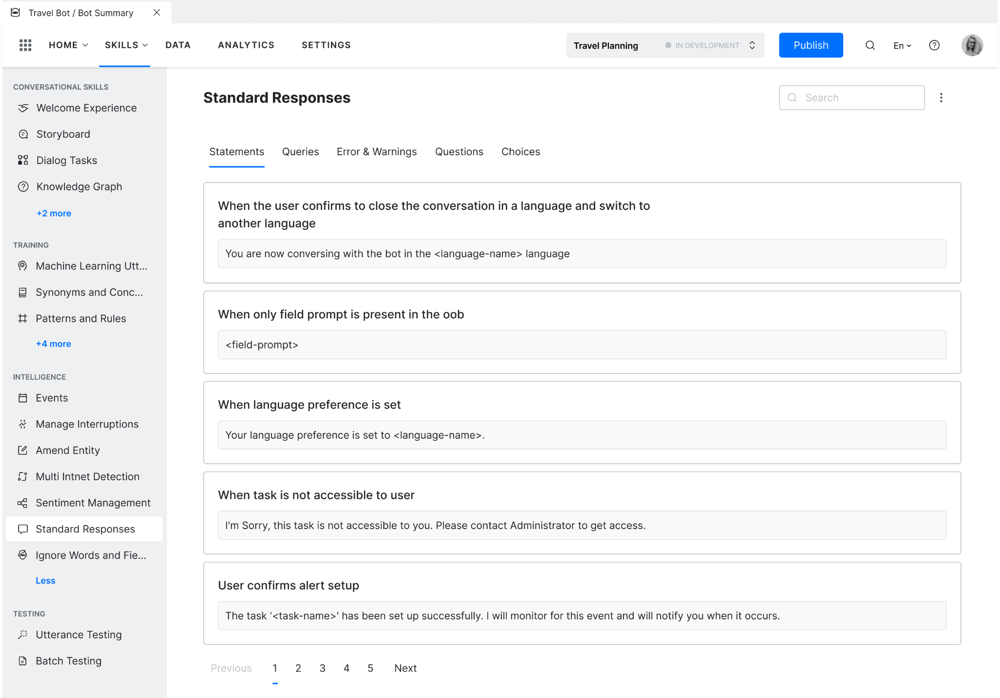 Travel Bot / Bot Summary
HOME
SKILLS
DATA
ANALYTICS
SETTINGS
Travel Planning
IN DEVELOPMENT
Publish
En
CONVERSATIONAL SKILLS
Welcome Experience
Storyboard
Dialog Tasks
Knowledge Graph
+2 more
TRAINING
Machine Learning Utt...
Synonyms and Conc...
Patterns and Rules
+4 more
INTELLIGENCE
Events
Manage Interruptions
Amend Entity
Multi Intnet Detection
Sentiment Management
Standard Responses
Ignore Words and Fie...
Less
TESTING
Utterance Testing
Batch Testing
Standard Responses
Search
Statements
Queries
Error & Warnings
Questions
Choices
When the user confirms to close the conversation in a language and switch to
another language
You are now conversing with the bot in the <language-name> language
When only field prompt is present in the oob
<field-prompt>
When language preference is set
Your language preference is set to <language-name>.
When task is not accessible to user
I'm Sorry, this task is not accessible to you. Please contact Administrator to get access.
User confirms alert setup
The task '<task-name>' has been set up successfully. I will monitor for this event and will notify you when it occurs.
Previous 1 2 3 4 5 Next